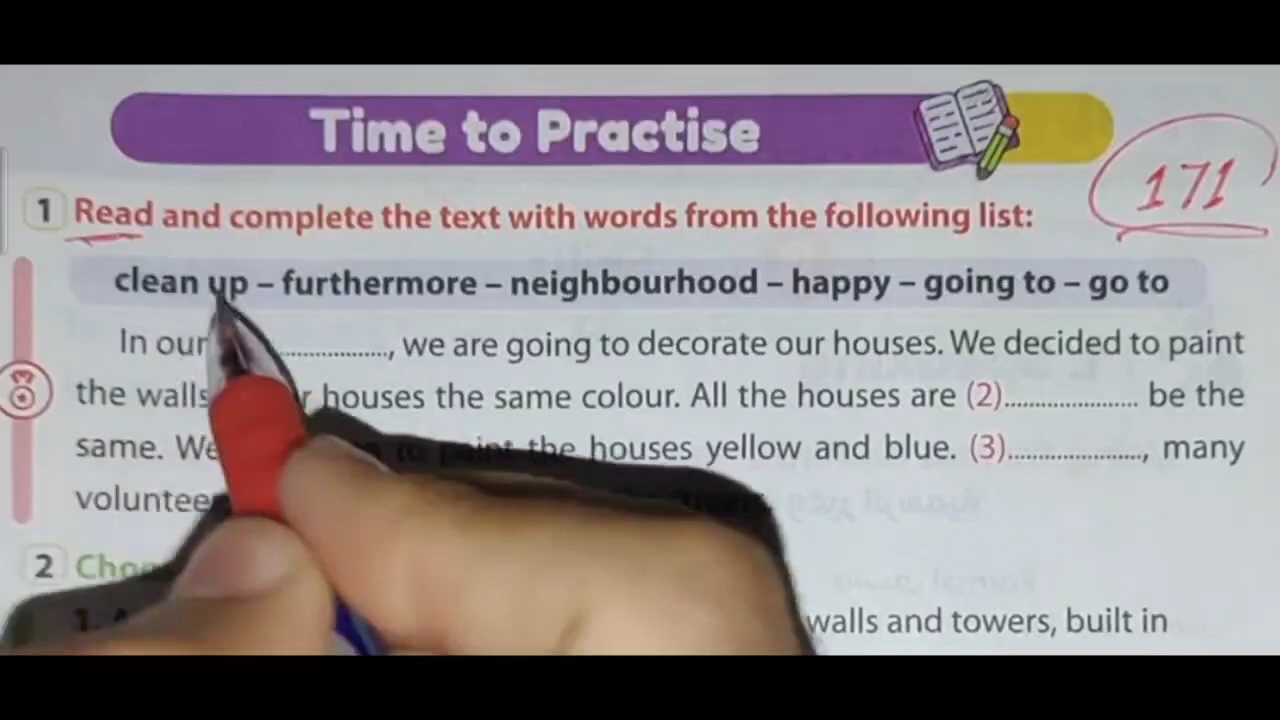 Time to Practise
171
1 Read and complete the text with words from the following list:
clean up – furthermore – neighbourhood – happy – going to – go to
In our ...................., we are going to decorate our houses. We decided to paint
the walls houses the same colour. All the houses are (2)...................... be the
same. We to paint the houses yellow and blue. (3)......................, many
2
1. walls and towers, built in